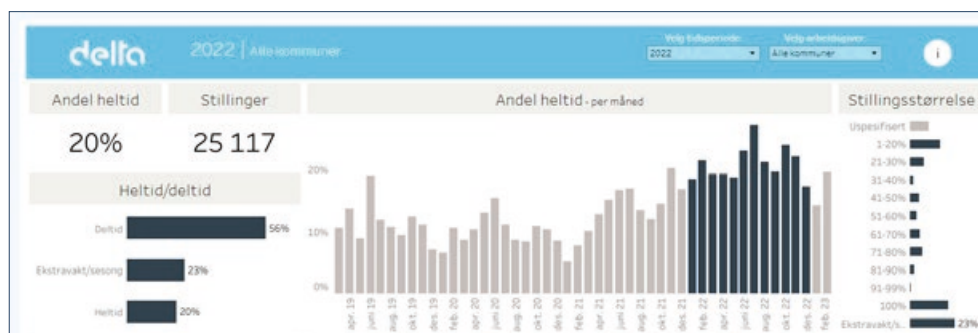 delta
2022 | Alle kommuner
Velg tidsperiode:
2022
Velg arbeidsgiver:
Alle kommuner
i
Andel heltid
20%
Stillinger
25 117
Heltid/deltid
Deltid 56%
Ekstravakt/sesong 23%
Heltid 20%
Andel heltid - per måned
20%
10%
0%
apr. 19
juni 19
aug. 19
okt. 19
des. 19
feb. 20
apr. 20
juni 20
aug. 20
okt. 20
des. 20
feb. 21
apr. 21
juni 21
aug. 21
okt. 21
des. 21
feb. 22
apr. 22
juni 22
aug. 22
okt. 22
des. 22
feb. 23
Stillingsstørrelse
Uspesifisert
1-20%
21-30%
31-40%
41-50%
51-60%
61-70%
71-80%
81-90%
91-99%
100%
Ekstravakt/s.. 23%